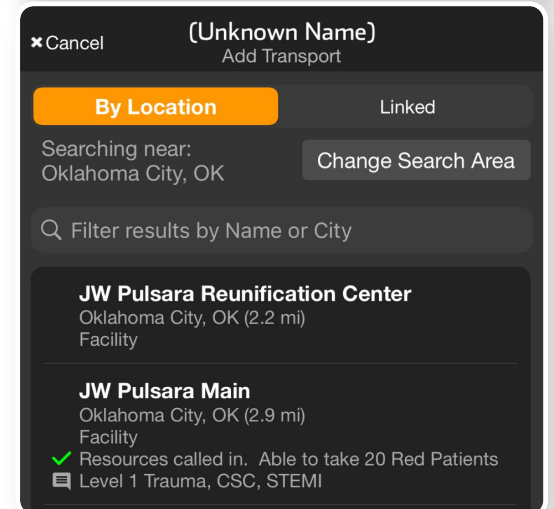 ✖Cancel
(Unknown Name)
Add Transport
By Location
Linked
Searching near:
Oklahoma City, OK
Change Search Area
Filter results by Name or City
JW Pulsara Reunification Center
Oklahoma City, OK (2.2 mi)
Facility
JW Pulsara Main
Oklahoma City, OK (2.9 mi)
Facility
Resources called in.  Able to take 20 Red Patients
Level 1 Trauma, CSC, STEMI